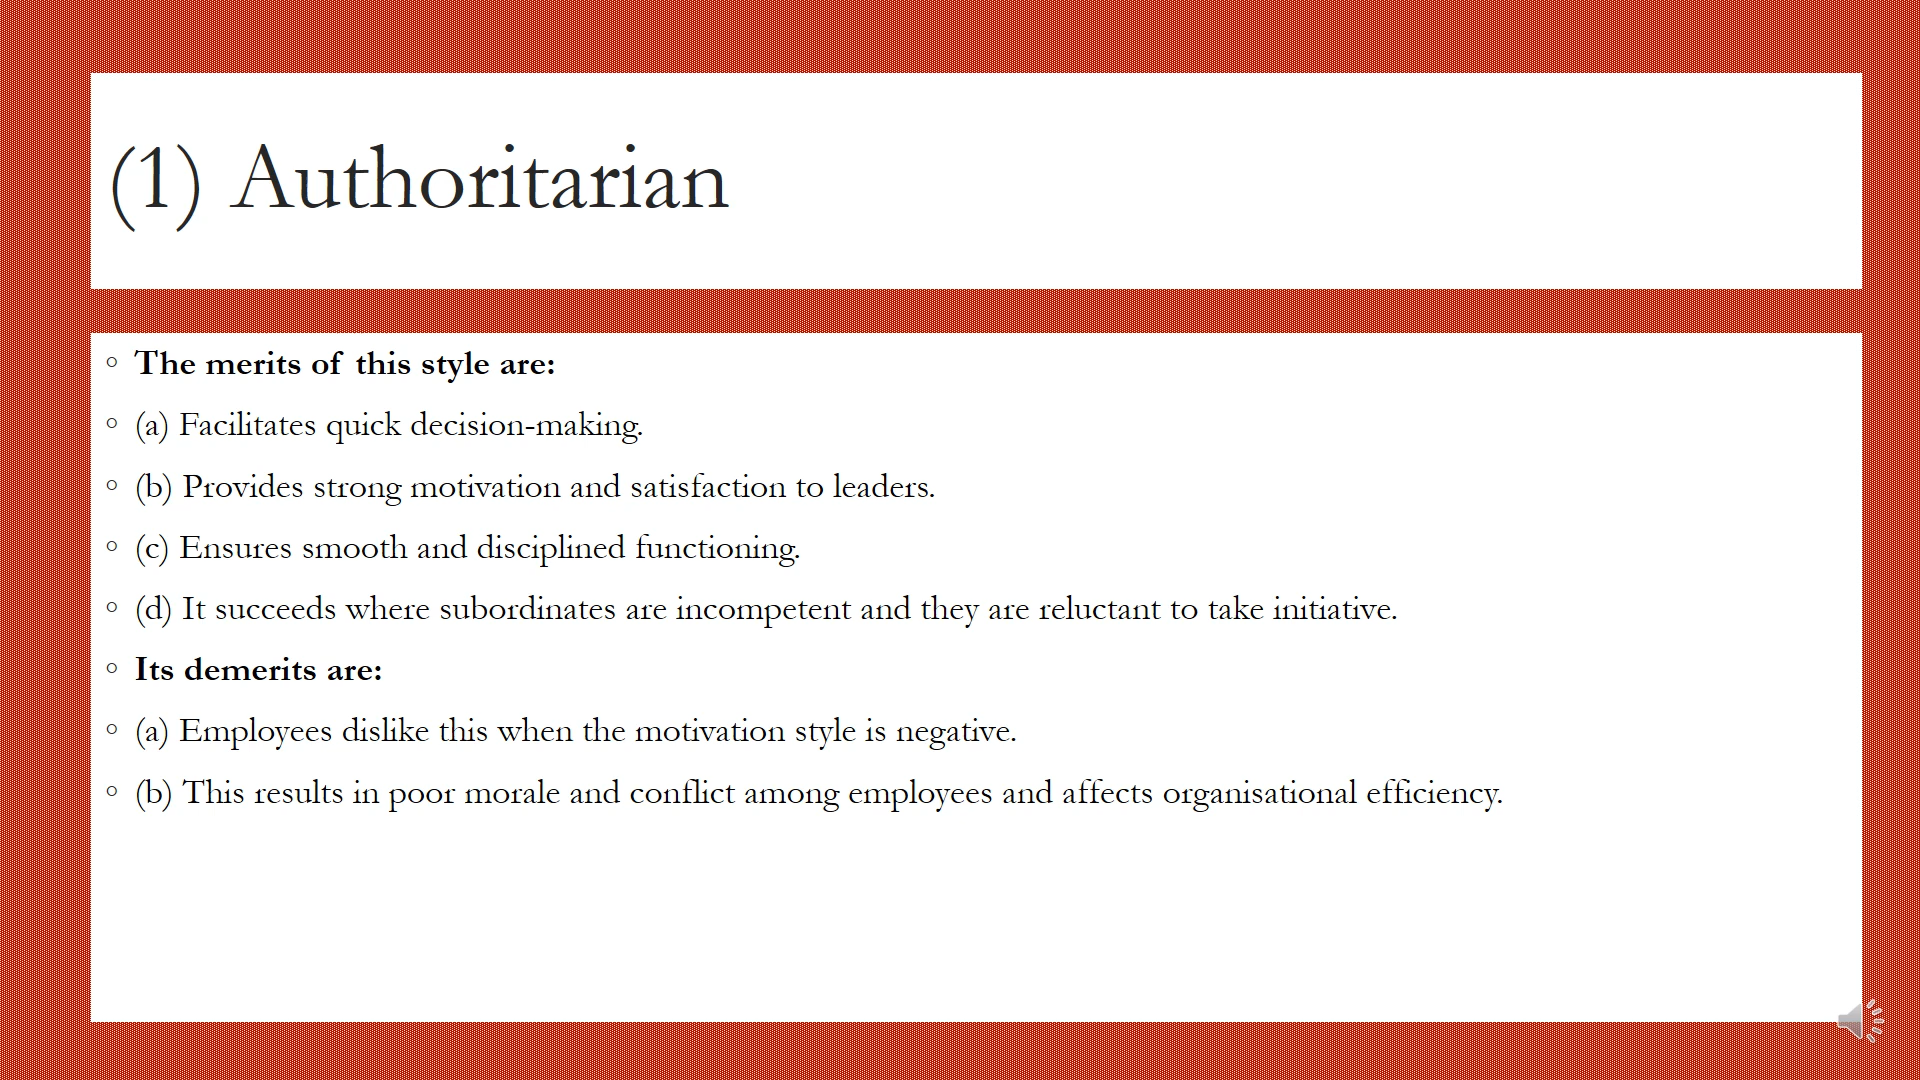 (1) Authoritarian
◦ The merits of this style are:
◦ (a) Facilitates quick decision-making.
◦ (b) Provides strong motivation and satisfaction to leaders.
◦ (c) Ensures smooth and disciplined functioning.
◦ (d) It succeeds where subordinates are incompetent and they are reluctant to take initiative.
◦ Its demerits are:
◦ (a) Employees dislike this when the motivation style is negative.
◦ (b) This results in poor morale and conflict among employees and affects organisational efficiency.